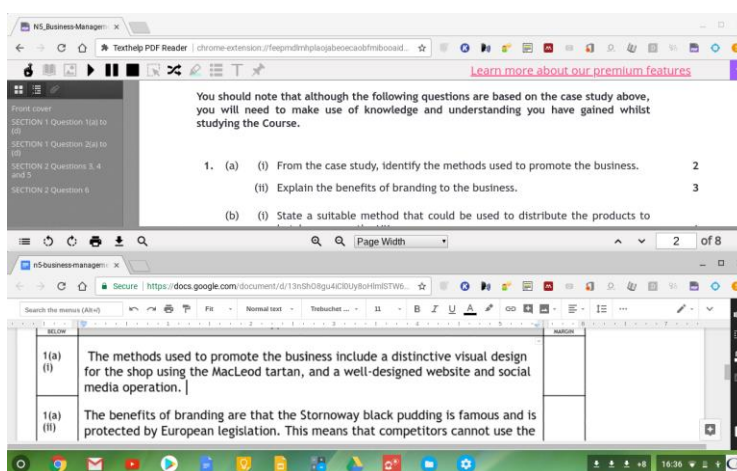 N5_Business-Managem
Texthelp PDF Reader
chrome-extension://feepmdlmhplaojabeoecaobfmibooaid...
Learn more about our premium features
Front cover
SECTION 1 Question 1(a) to
(d)
SECTION 1 Question 2(a) to
(d)
SECTION 2 Questions 3, 4
and 5
SECTION 2 Question 6
You should note that although the following questions are based on the case study above,
you will need to make use of knowledge and understanding you have gained whilst
studying the Course.
1. (a) (i) From the case study, identify the methods used to promote the business. 2
(ii) Explain the benefits of branding to the business. 3
(b) (i) State a suitable method that could be used to distribute the products to
Page Width
2 of 8
n5-business-managem
Secure
Search the menus (Alt+/)
Fit
Normal text
Trebuchet ...
11
B I U A
BELOW
MARGIN
1(a) The methods used to promote the business include a distinctive visual design
(i) for the shop using the MacLeod tartan, and a well-designed website and social
media operation.
1(a) The benefits of branding are that the Stornoway black pudding is famous and is
(ii) protected by European legislation. This means that competitors cannot use the
+8 16:36